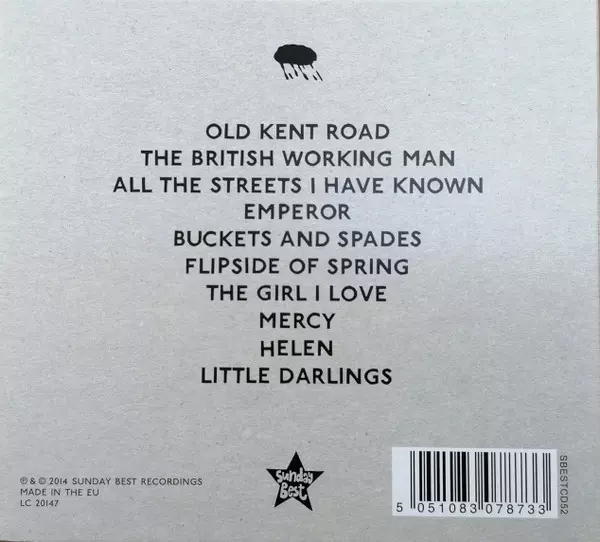 OLD KENT ROAD
THE BRITISH WORKING MAN
ALL THE STREETS I HAVE KNOWN
EMPEROR
BUCKETS AND SPADES
FLIPSIDE OF SPRING
THE GIRL I LOVE
MERCY
HELEN
LITTLE DARLINGS
℗ & © 2014 SUNDAY BEST RECORDINGS
MADE IN THE EU
LC 20147
Sunday
Best
5 051083 078733
SBESTCD52